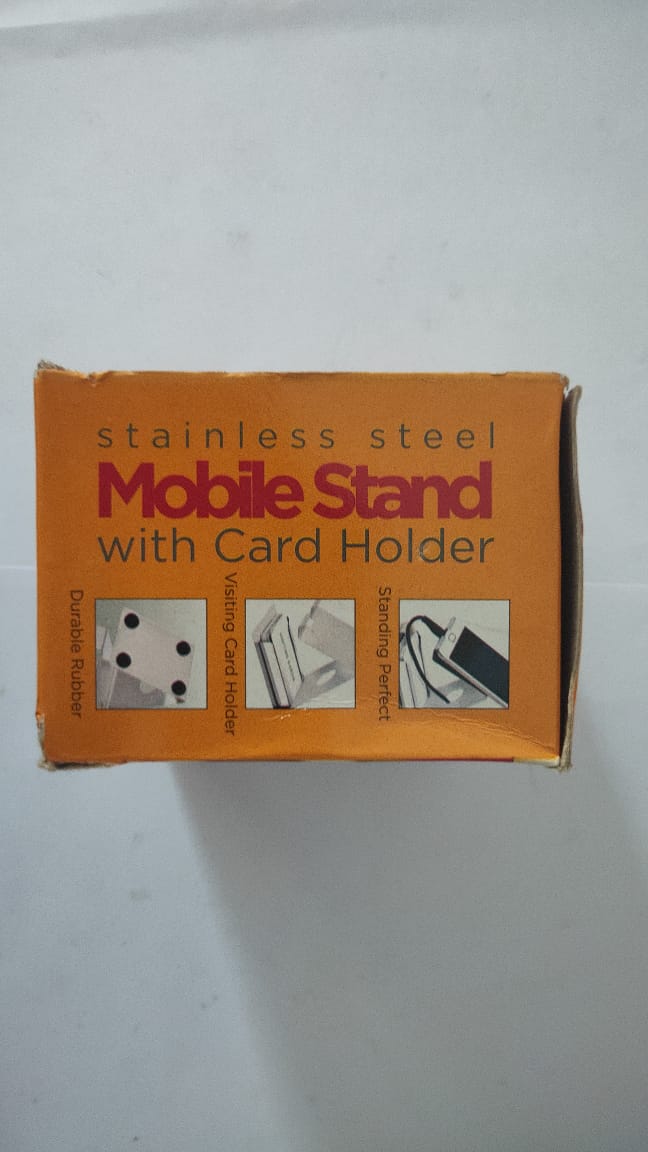 stainless steel
Mobile Stand
with Card Holder
Durable Rubber
Visiting Card Holder
Standing Perfect